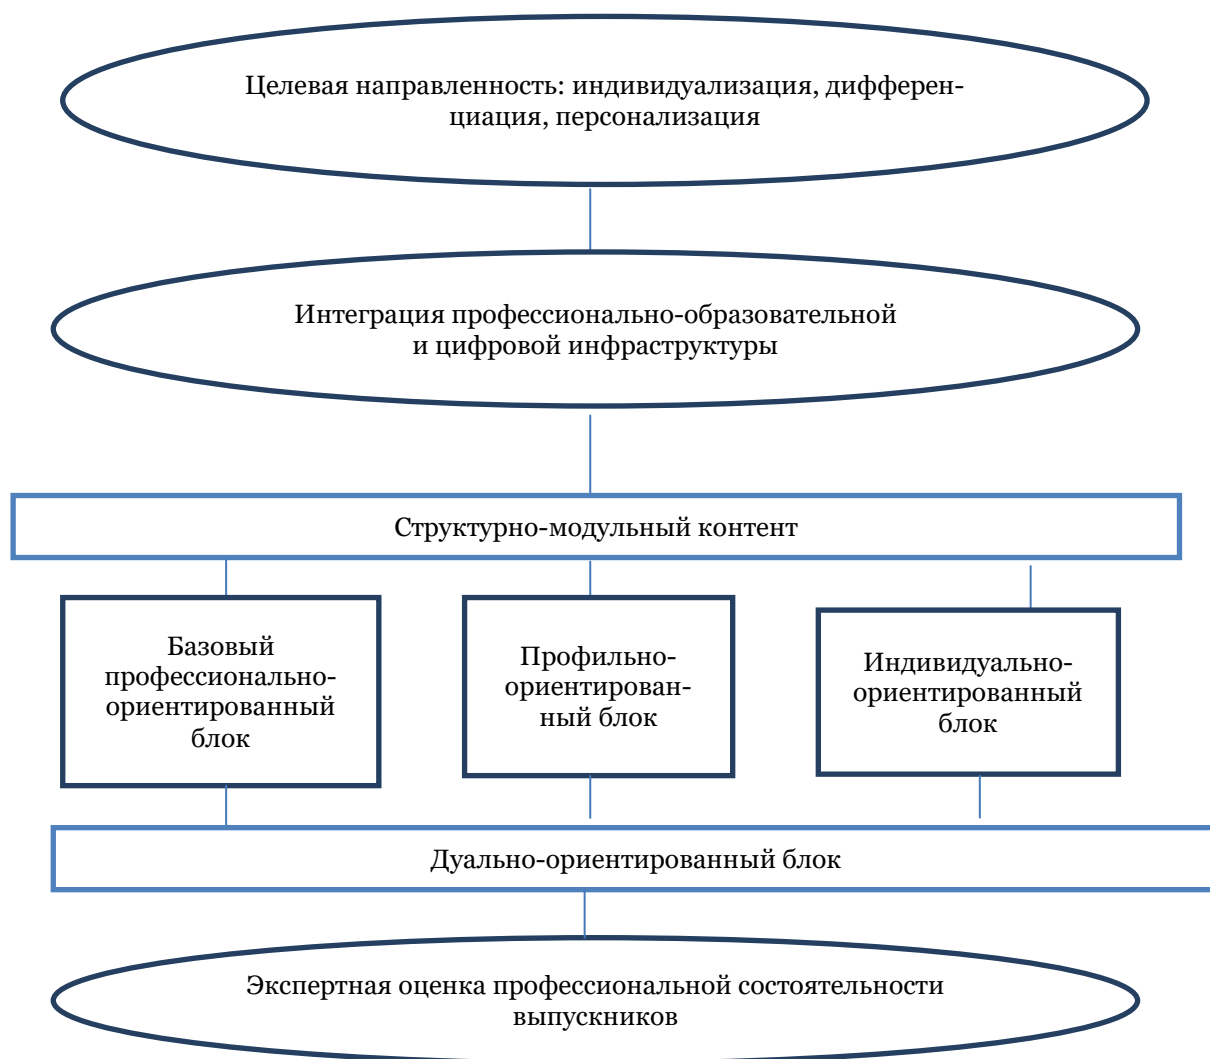 Целевая направленность: индивидуализация, дифферен-
циация, персонализация
Интеграция профессионально-образовательной
и цифровой инфраструктуры
Структурно-модульный контент
Базовый
профессионально-
ориентированный
блок
Профильно-
ориентирован-
ный блок
Индивидуально-
ориентированный
блок
Дуально-ориентированный блок
Экспертная оценка профессиональной состоятельности
выпускников